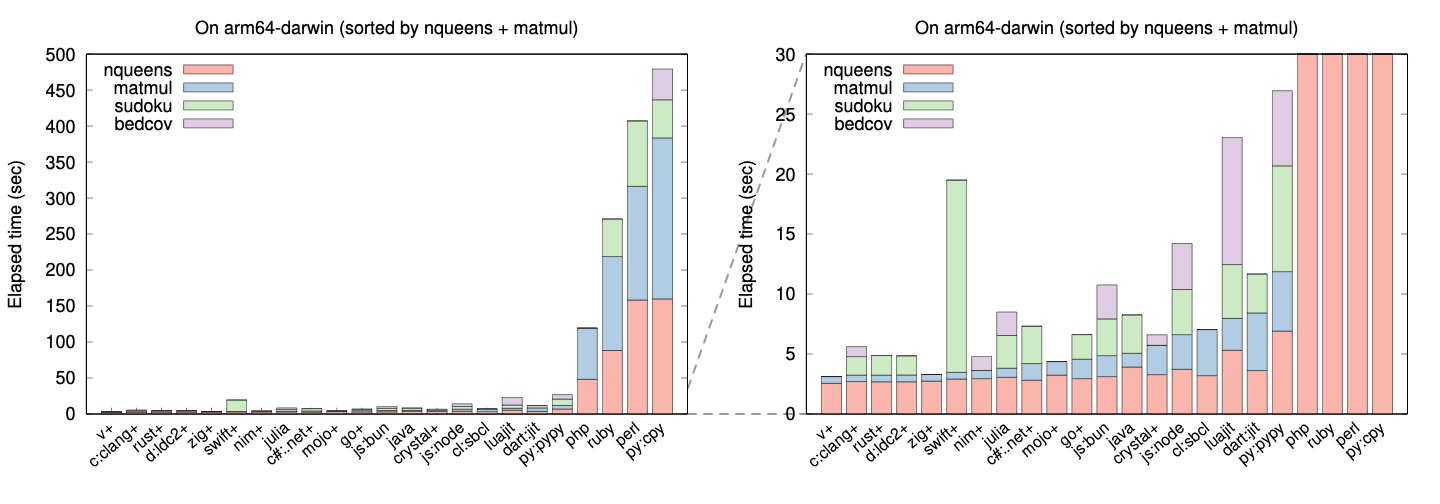 On arm64-darwin (sorted by nqueens + matmul)
500
450
400
350
300
250
200
150
100
50
0
Elapsed time (sec)
nqueens
matmul
sudoku
bedcov
v+
c:clang+
rust+
d:ldc2+
zig+
swift+
nim+
julia
c#:.net+
mojo+
go+
js:bun
java
crystal+
js:node
cl:sbcl
luajit
dart:jit
py:pypy
php
ruby
perl
py:cpy
On arm64-darwin (sorted by nqueens + matmul)
30
25
20
15
10
5
0
Elapsed time (sec)
nqueens
matmul
sudoku
bedcov
v+
c:clang+
rust+
d:ldc2+
zig+
swift+
nim+
julia
c#:.net+
mojo+
go+
js:bun
java
crystal+
js:node
cl:sbcl
luajit
dart:jit
py:pypy
php
ruby
perl
py:cpy